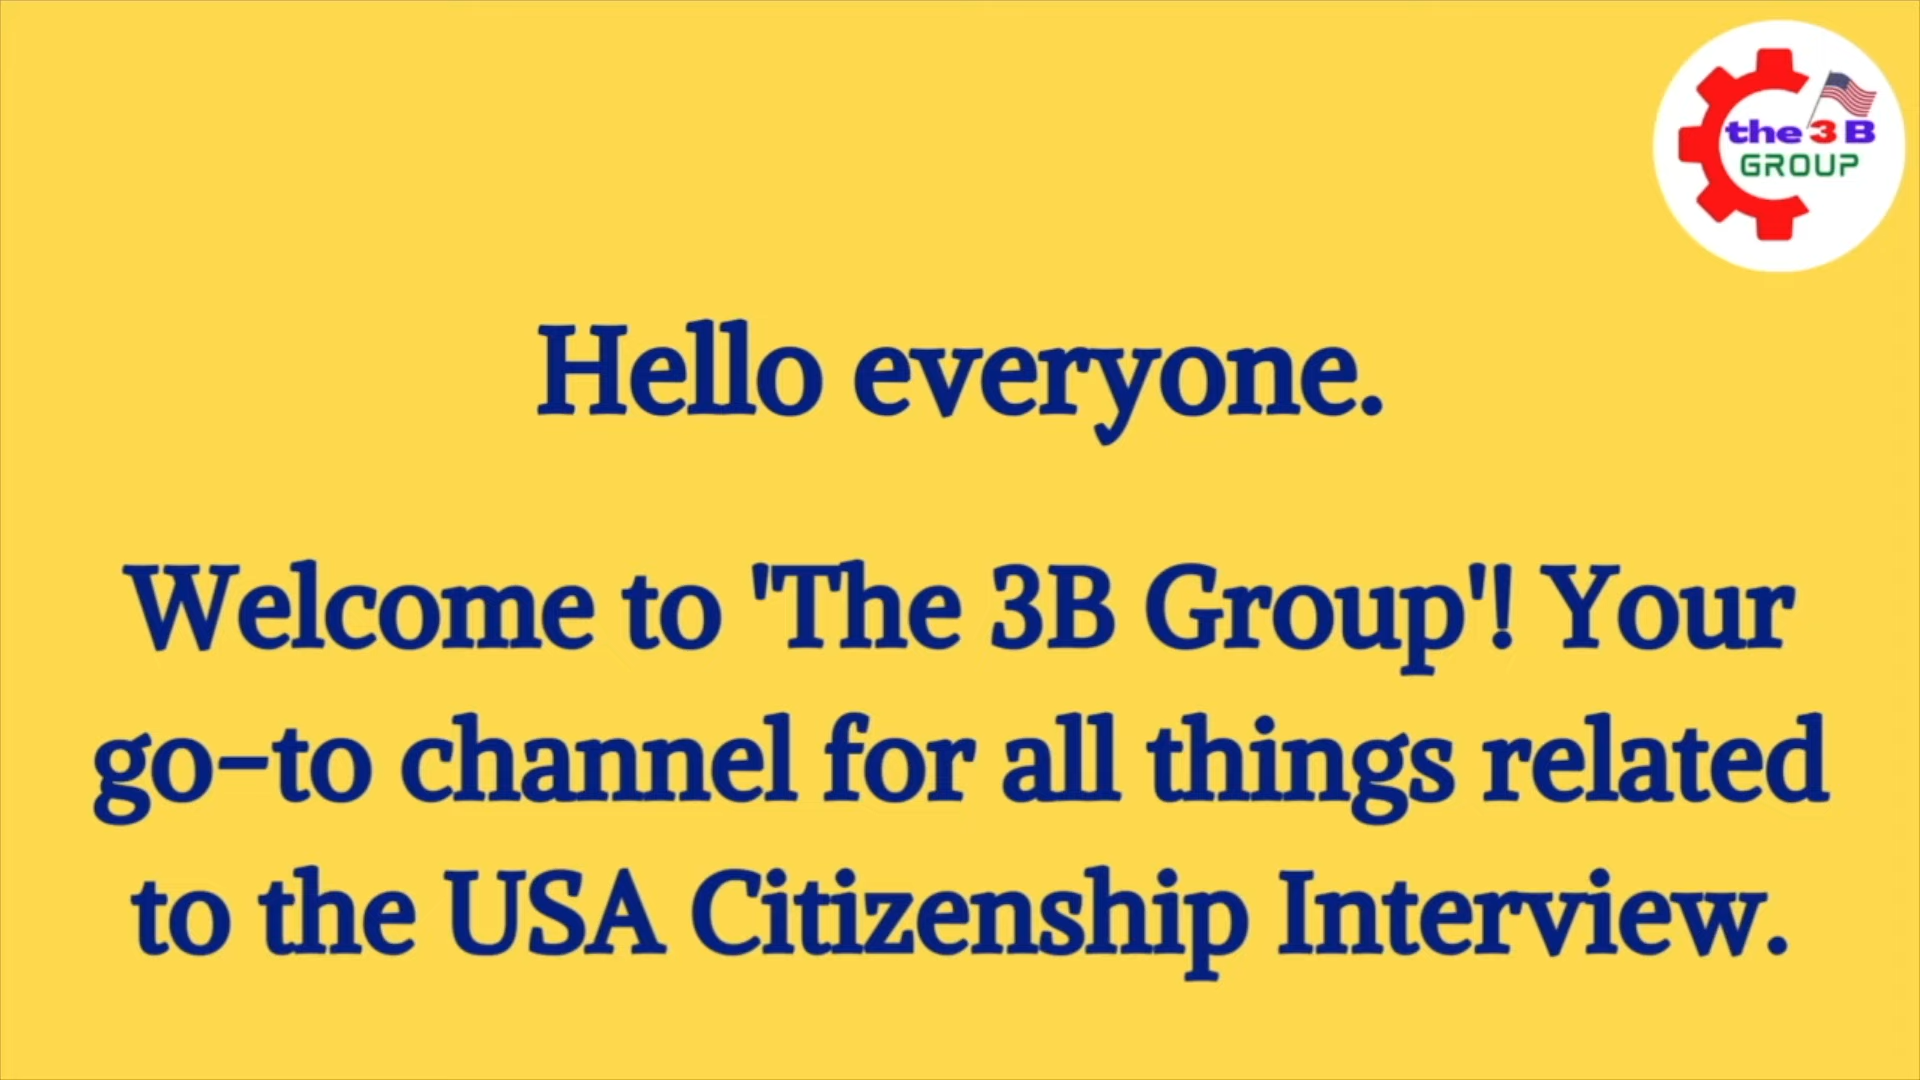 the 3 B
GROUP
Hello everyone.
Welcome to 'The 3B Group'! Your
go-to channel for all things related
to the USA Citizenship Interview.